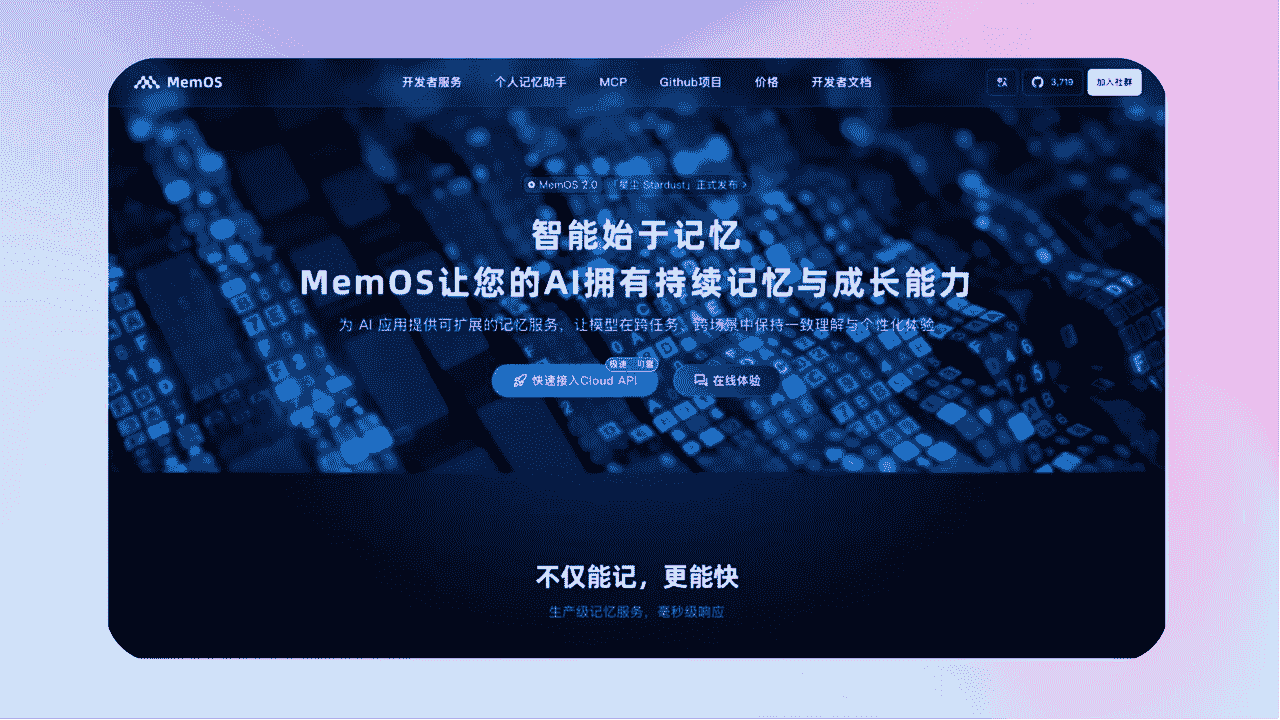 MemOS
开发者服务 个人记忆助手 MCP Github项目 价格 开发者文档
3,719 加入社群
MemOS 2.0 「星尘 Stardust」正式发布 >
智能始于记忆
MemOS让您的AI拥有持续记忆与成长能力
为 AI 应用提供可扩展的记忆服务，让模型在跨任务、跨场景中保持一致理解与个性化体验
极速 可靠
快速接入Cloud API 在线体验
不仅能记，更能快
生产级记忆服务，毫秒级响应